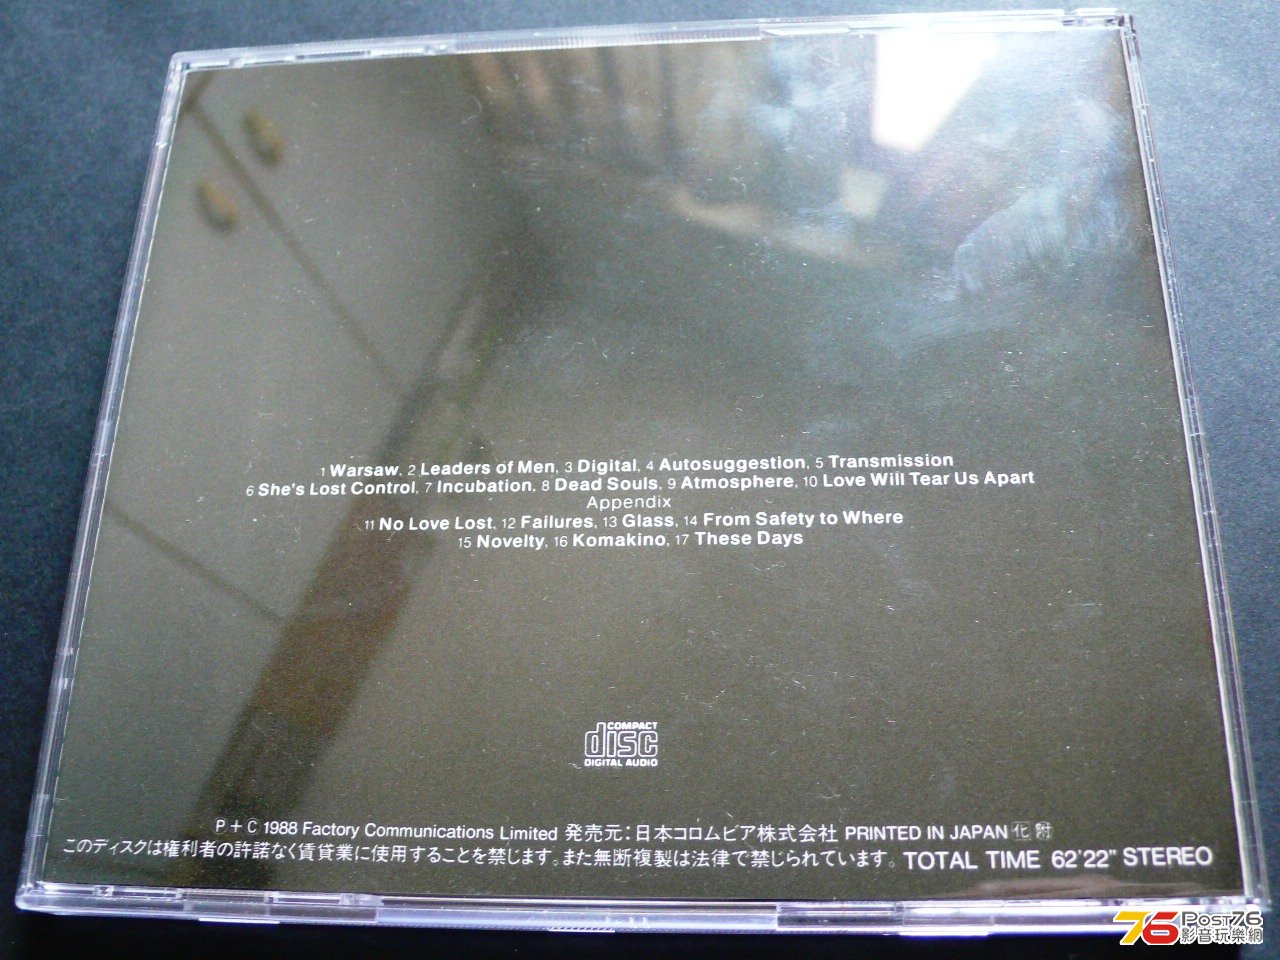 1 Warsaw, 2 Leaders of Men, 3 Digital, 4 Autosuggestion, 5 Transmission
6 She's Lost Control, 7 Incubation, 8 Dead Souls, 9 Atmosphere, 10 Love Will Tear Us Apart
Appendix
11 No Love Lost, 12 Failures, 13 Glass, 14 From Safety to Where
15 Novelty, 16 Komakino, 17 These Days
COMPACT
disc
DIGITAL AUDIO
P + C 1988 Factory Communications Limited 発売元:日本コロムビア株式会社 PRINTED IN JAPAN 化 附
このディスクは権利者の許諾なく賃貸業に使用することを禁じます。また無断複製は法律で禁じられています。 TOTAL TIME 62'22" STEREO
76 Post76
影音玩樂網